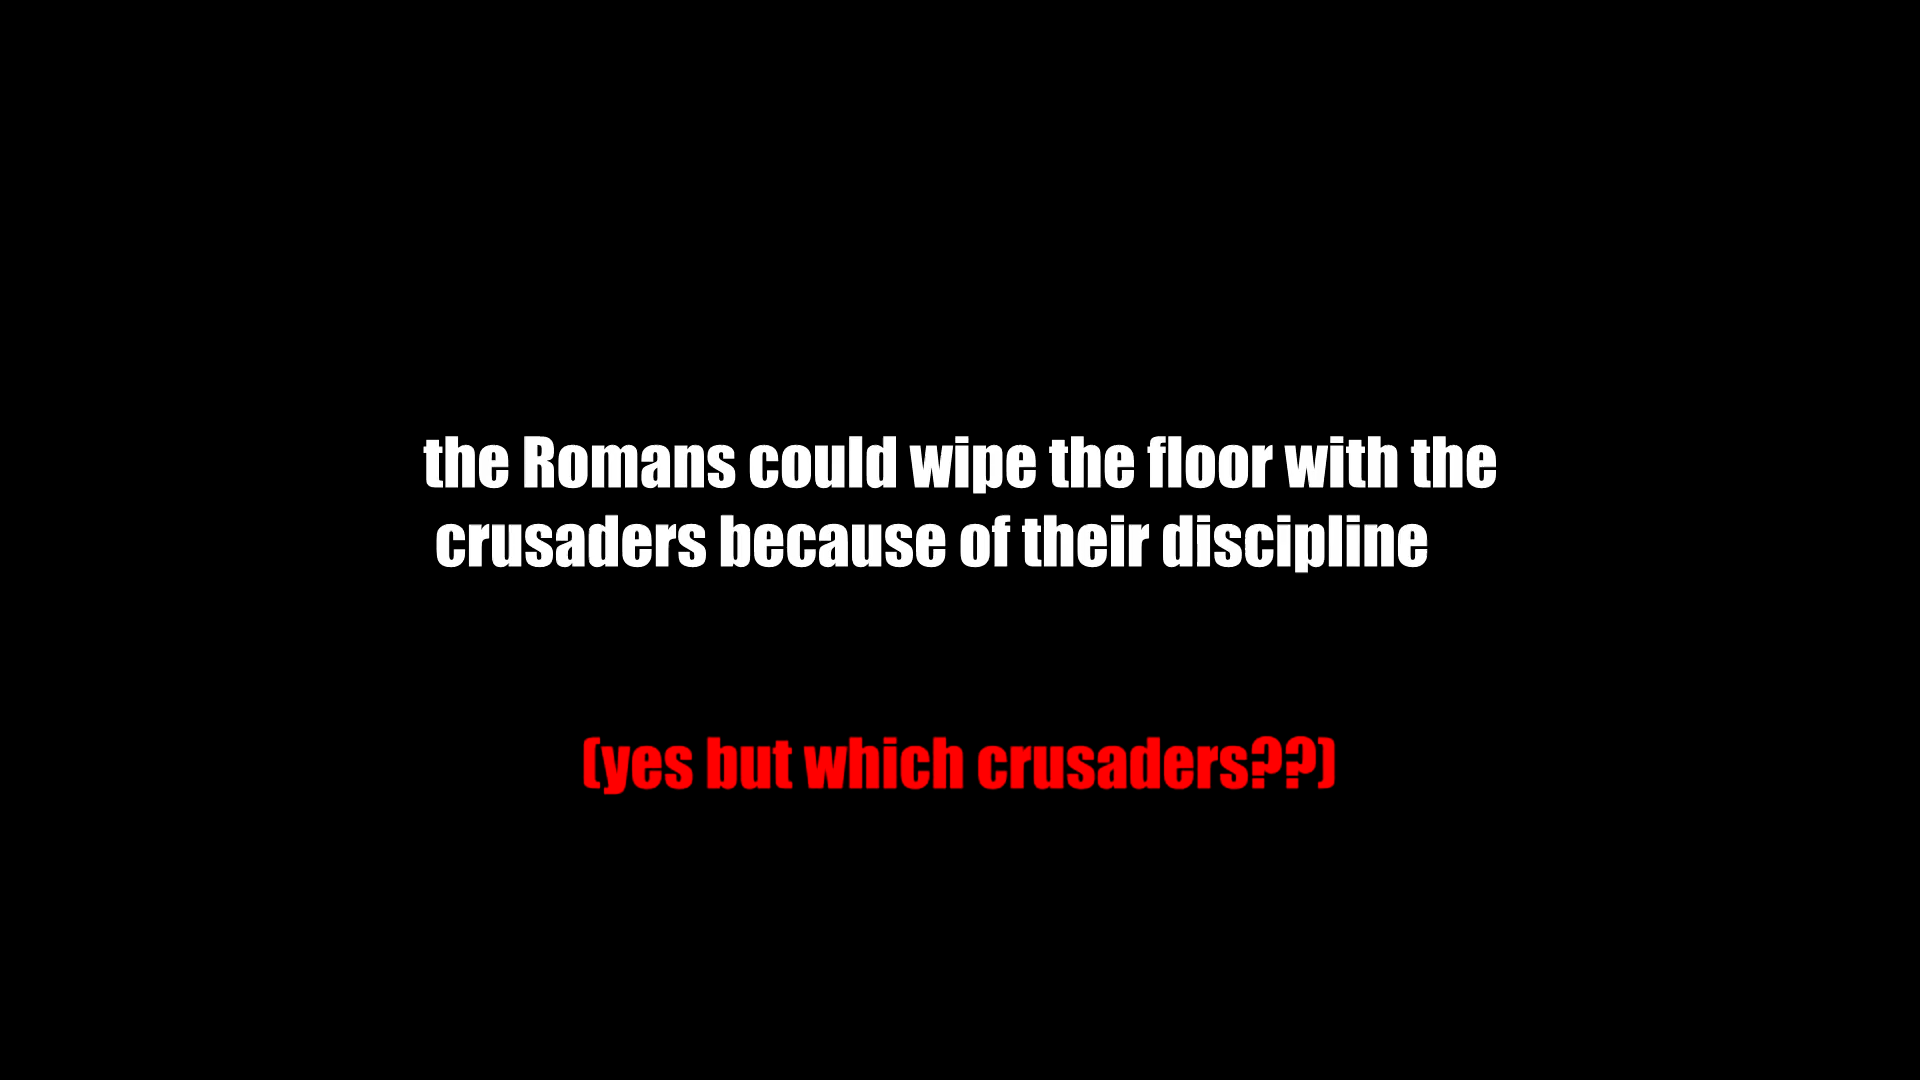 the Romans could wipe the floor with the
crusaders because of their discipline
(yes but which crusaders??)